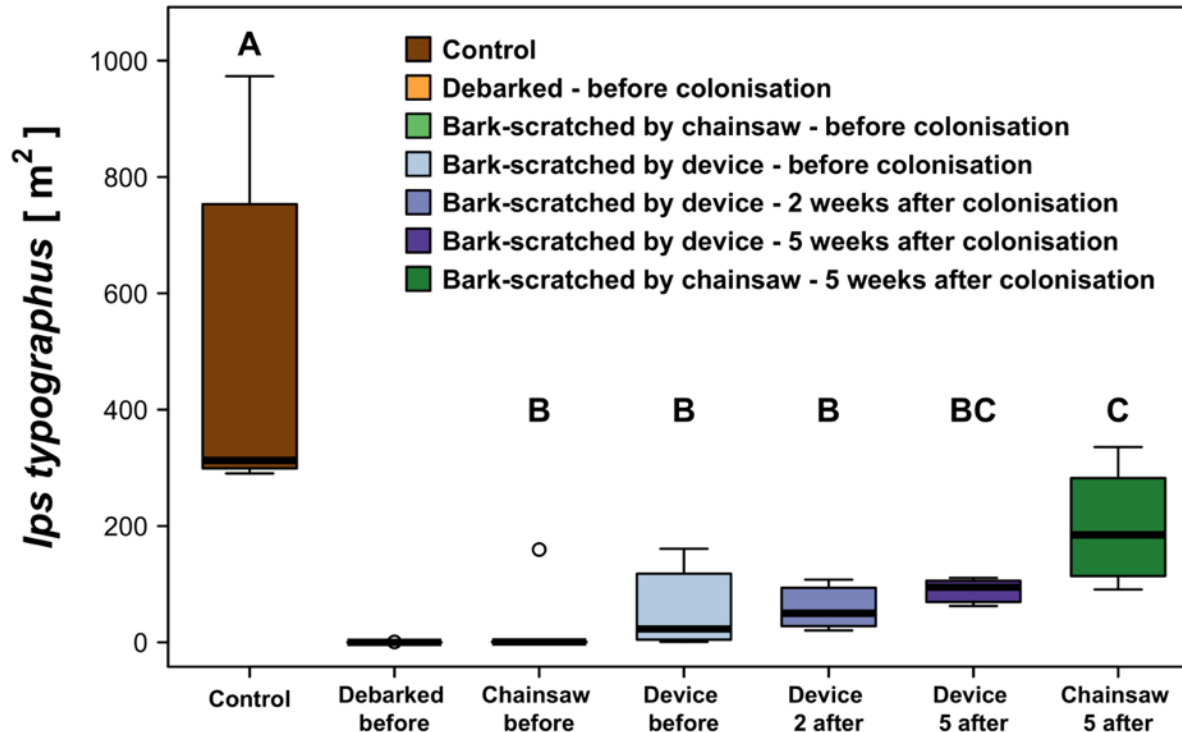 Ips typographus [ m² ]
1000
800
600
400
200
0
A
B
B
B
BC
C
Control
Debarked - before colonisation
Bark-scratched by chainsaw - before colonisation
Bark-scratched by device - before colonisation
Bark-scratched by device - 2 weeks after colonisation
Bark-scratched by device - 5 weeks after colonisation
Bark-scratched by chainsaw - 5 weeks after colonisation
Control
Debarked
before
Chainsaw
before
Device
before
Device
2 after
Device
5 after
Chainsaw
5 after